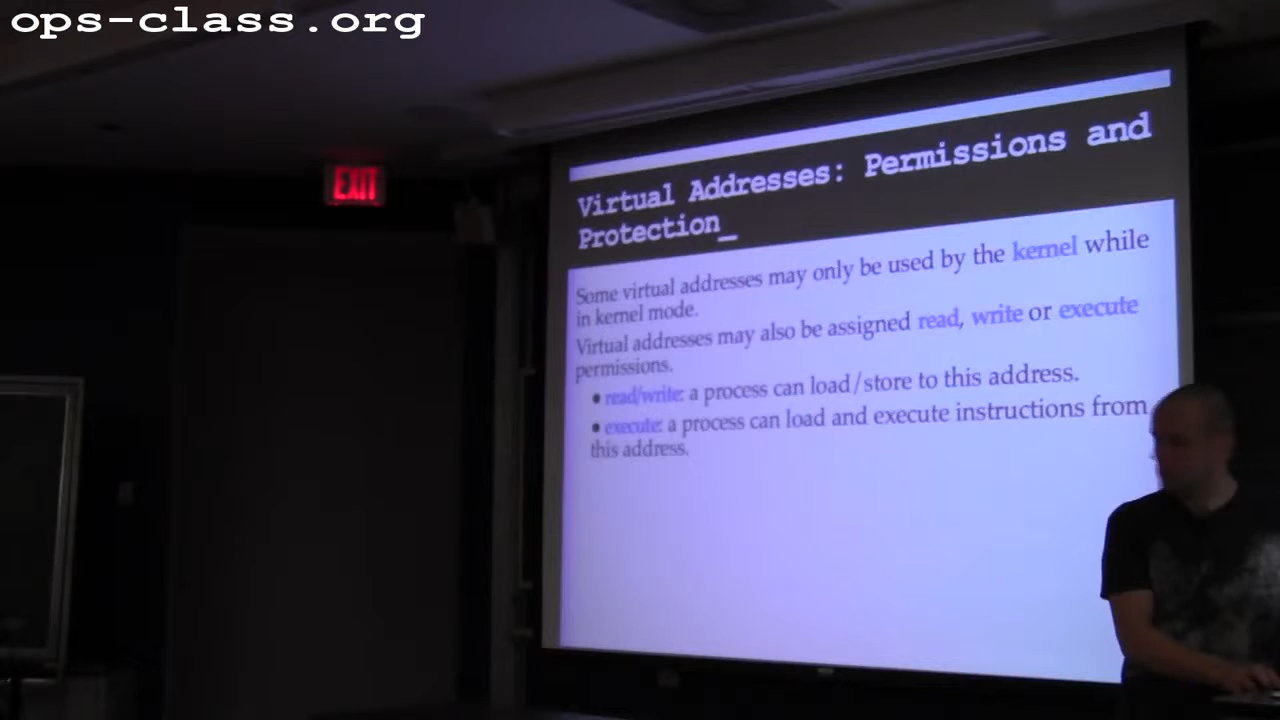 ops-class.org
EXIT
Virtual Addresses: Permissions and
Protection_
Some virtual addresses may only be used by the kernel while
in kernel mode.
Virtual addresses may also be assigned read, write or execute
permissions.
• read/write: a process can load/store to this address.
• execute: a process can load and execute instructions from
this address.